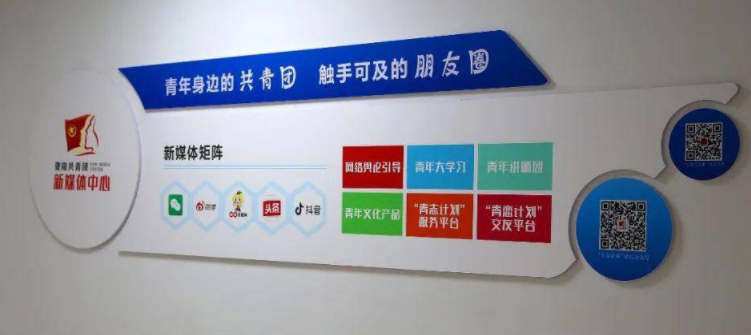 青年身边的共青团 触手可及的朋友圈
共青团
新媒体中心
新媒体矩阵
微博
头条
抖音
网络舆论引导
青年大学习
青年讲师团
青年文化产品
“青志计划”
服务平台
“青恋计划”
交友平台